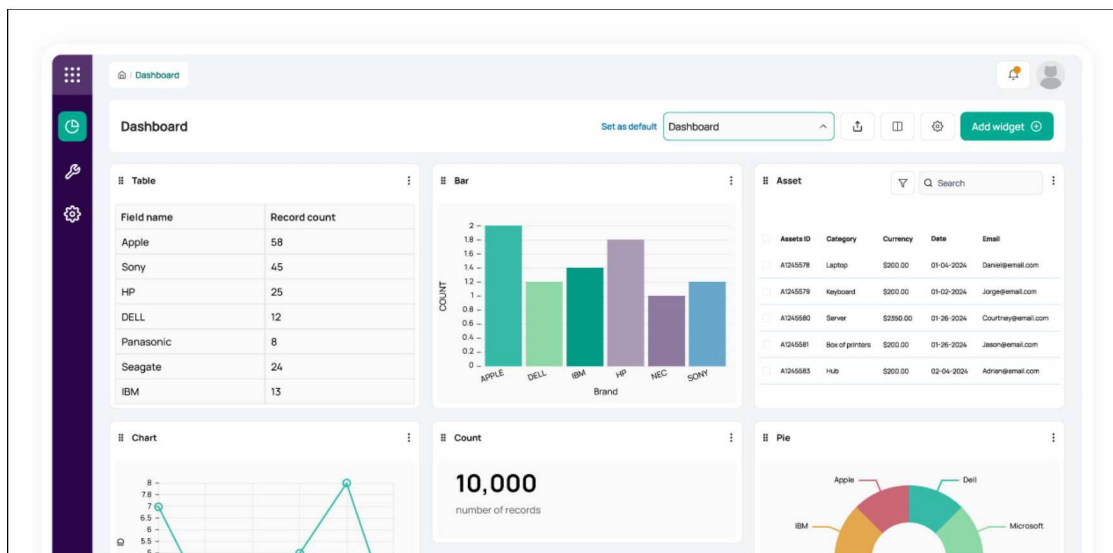 / Dashboard
Dashboard
Set as default
Dashboard
Add widget
Table
Field name Record count
Apple 58
Sony 45
HP 25
DELL 12
Panasonic 8
Seagate 24
IBM 13
Bar
2
1.8
1.6
1.4
1.2
1
0.8
0.6
0.4
0.2
0
COUNT
APPLE DELL IBM HP NEC SONY
Brand
Asset
Search
Assets ID Category Currency Date Email
A1245578 Laptop $200.00 01-04-2024 Daniel@email.com
A1245579 Keyboard $200.00 01-02-2024 Jorge@email.com
A1245580 Server $2350.00 01-26-2024 Courtney@email.com
A1245581 Box of printers $200.00 01-26-2024 Jason@email.com
A1245583 Hub $200.00 02-04-2024 Adrian@email.com
Chart
8
7.8
7
6.5
6
5.5
Count
10,000
number of records
Pie
Apple
Dell
IBM
Microsoft